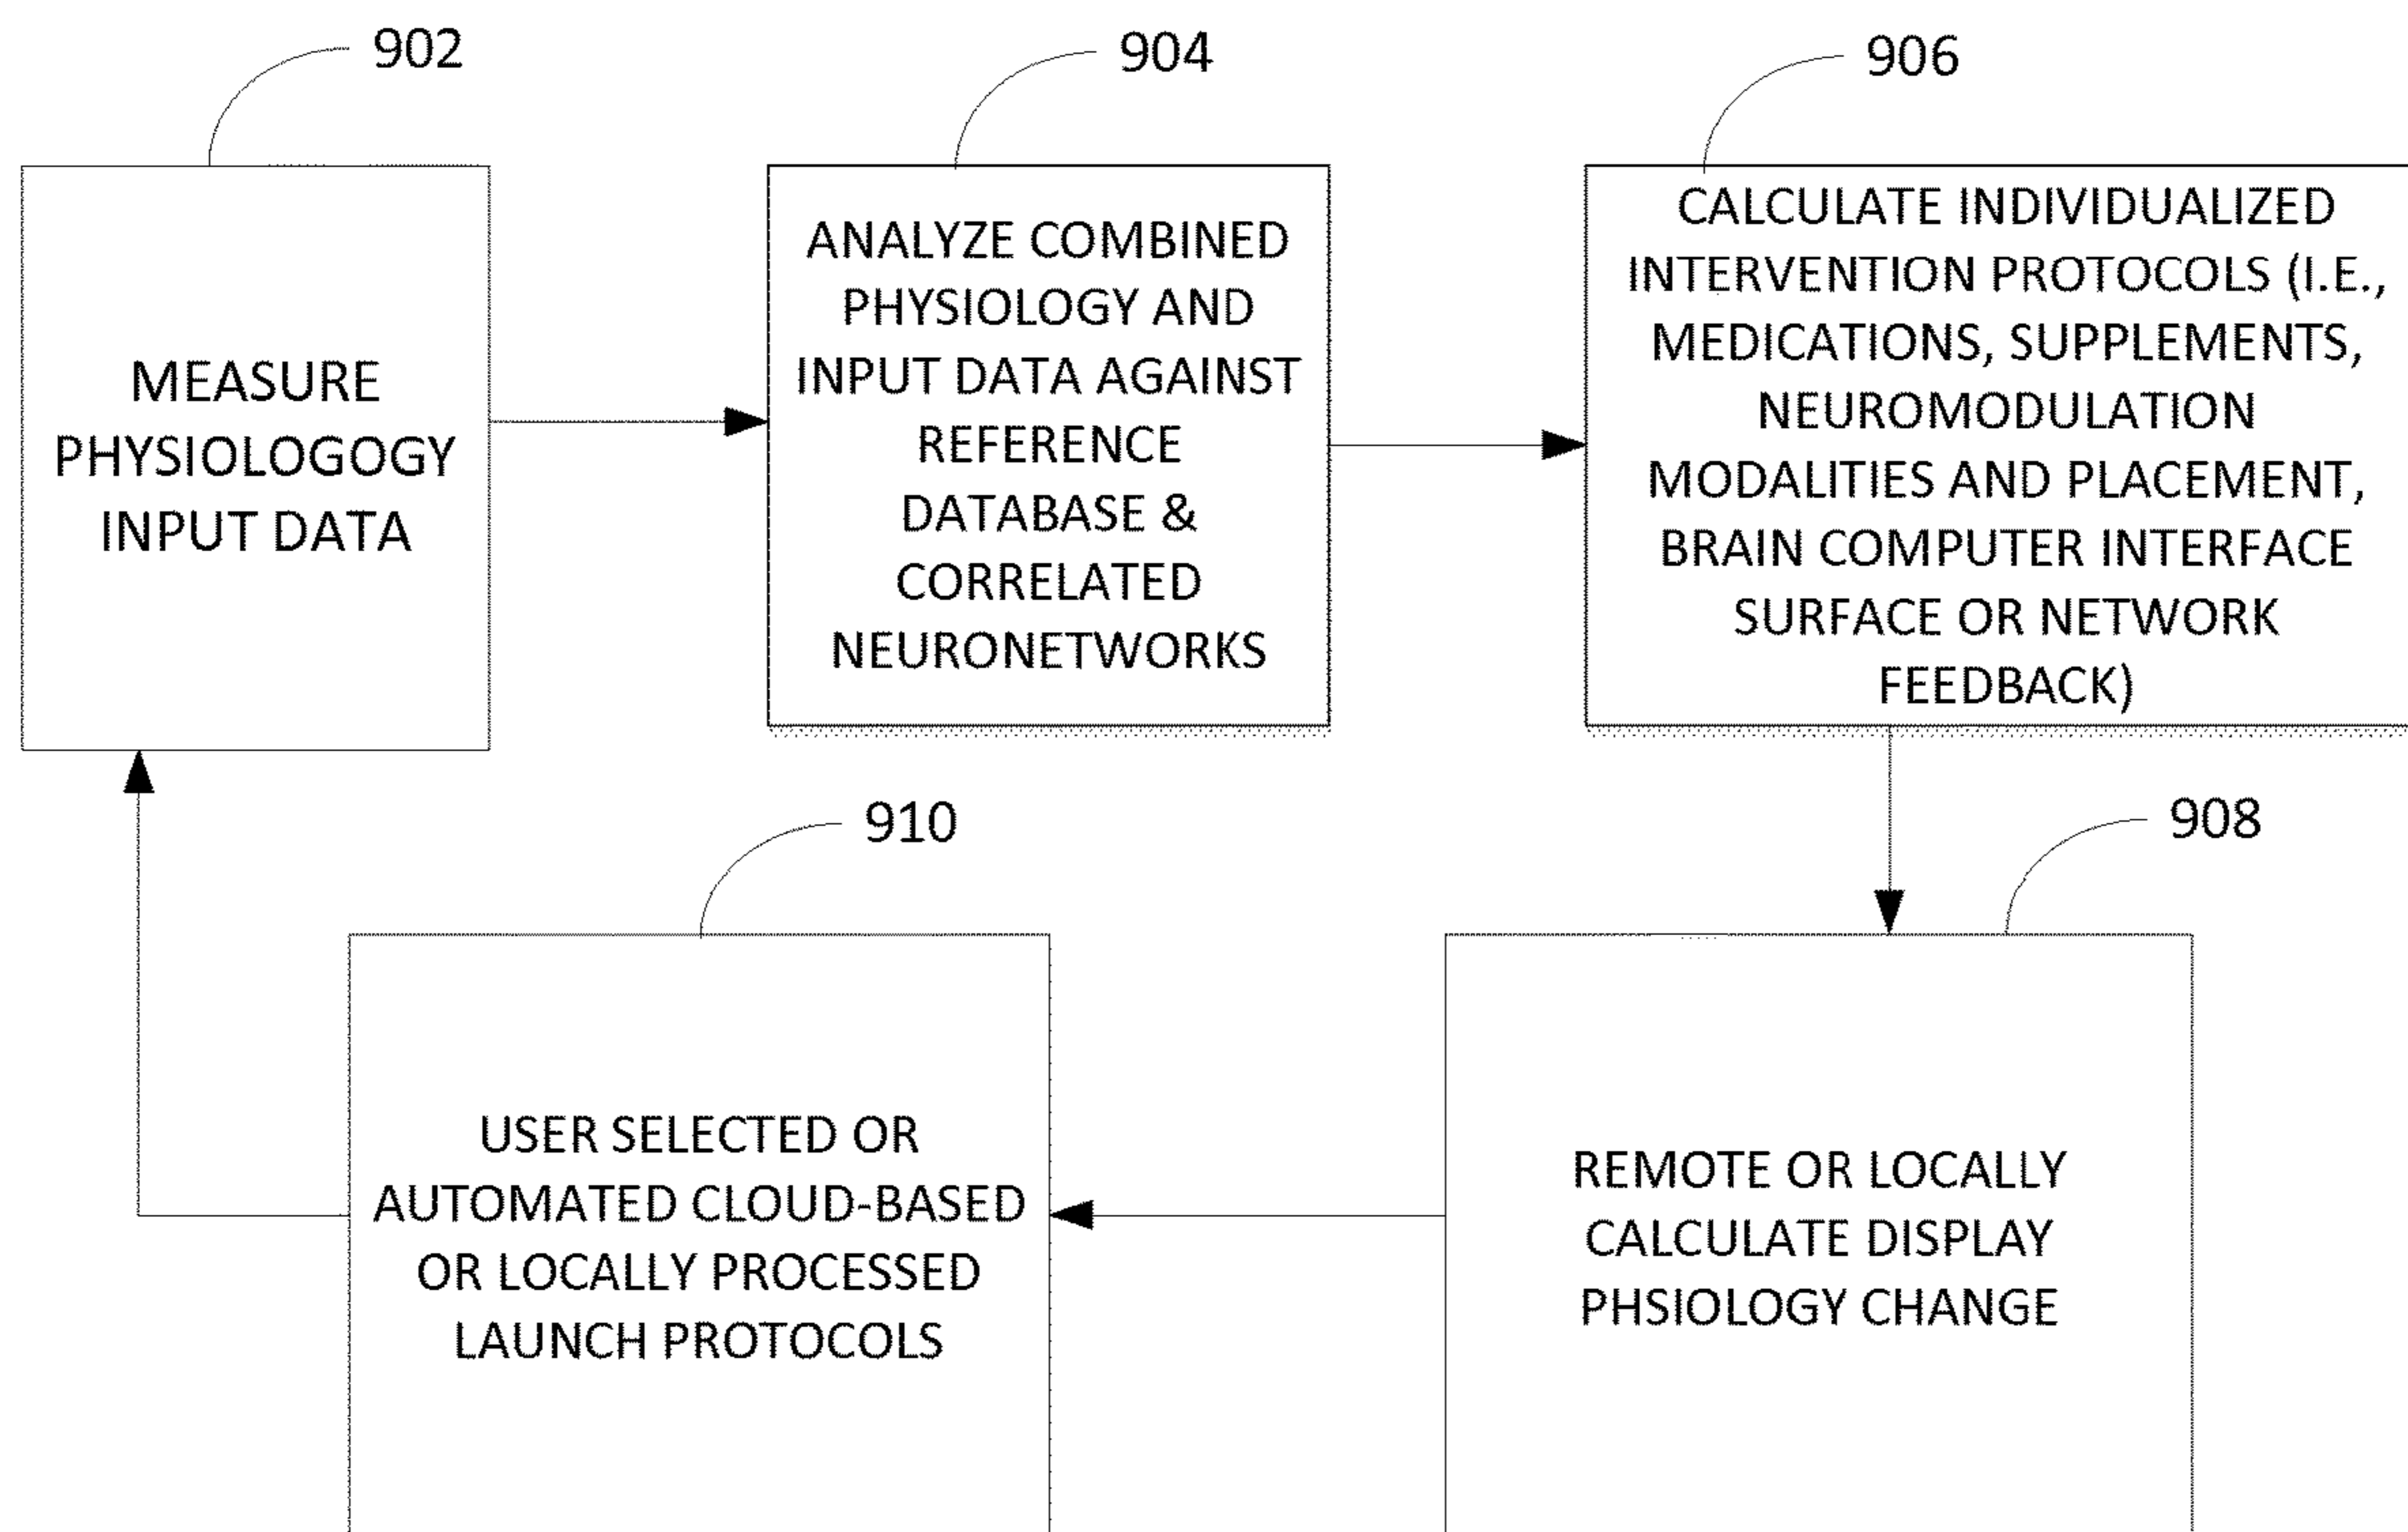 902
MEASURE
PHYSIOLOGOGY
INPUT DATA
904
ANALYZE COMBINED
PHYSIOLOGY AND
INPUT DATA AGAINST
REFERENCE
DATABASE &
CORRELATED
NEURONETWORKS
906
CALCULATE INDIVIDUALIZED
INTERVENTION PROTOCOLS (I.E.,
MEDICATIONS, SUPPLEMENTS,
NEUROMODULATION
MODALITIES AND PLACEMENT,
BRAIN COMPUTER INTERFACE
SURFACE OR NETWORK
FEEDBACK)
908
REMOTE OR LOCALLY
CALCULATE DISPLAY
PHSIOLOGY CHANGE
910
USER SELECTED OR
AUTOMATED CLOUD-BASED
OR LOCALLY PROCESSED
LAUNCH PROTOCOLS